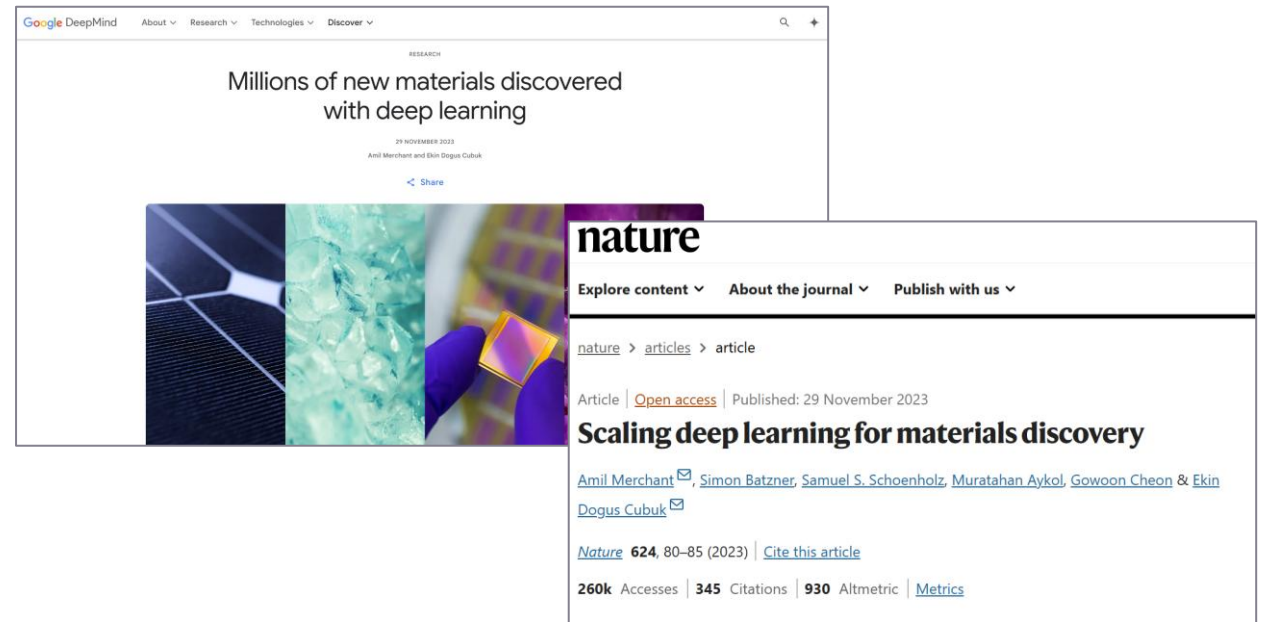 Google DeepMind About Research Technologies Discover
RESEARCH
Millions of new materials discovered
with deep learning
29 NOVEMBER 2023
Amil Merchant and Ekin Dogus Cubuk
Share
nature
Explore content About the journal Publish with us
nature > articles > article
Article | Open access | Published: 29 November 2023
Scaling deep learning for materials discovery
Amil Merchant, Simon Batzner, Samuel S. Schoenholz, Muratahan Aykol, Gowoon Cheon & Ekin
Dogus Cubuk
Nature 624, 80–85 (2023) | Cite this article
260k Accesses | 345 Citations | 930 Altmetric | Metrics